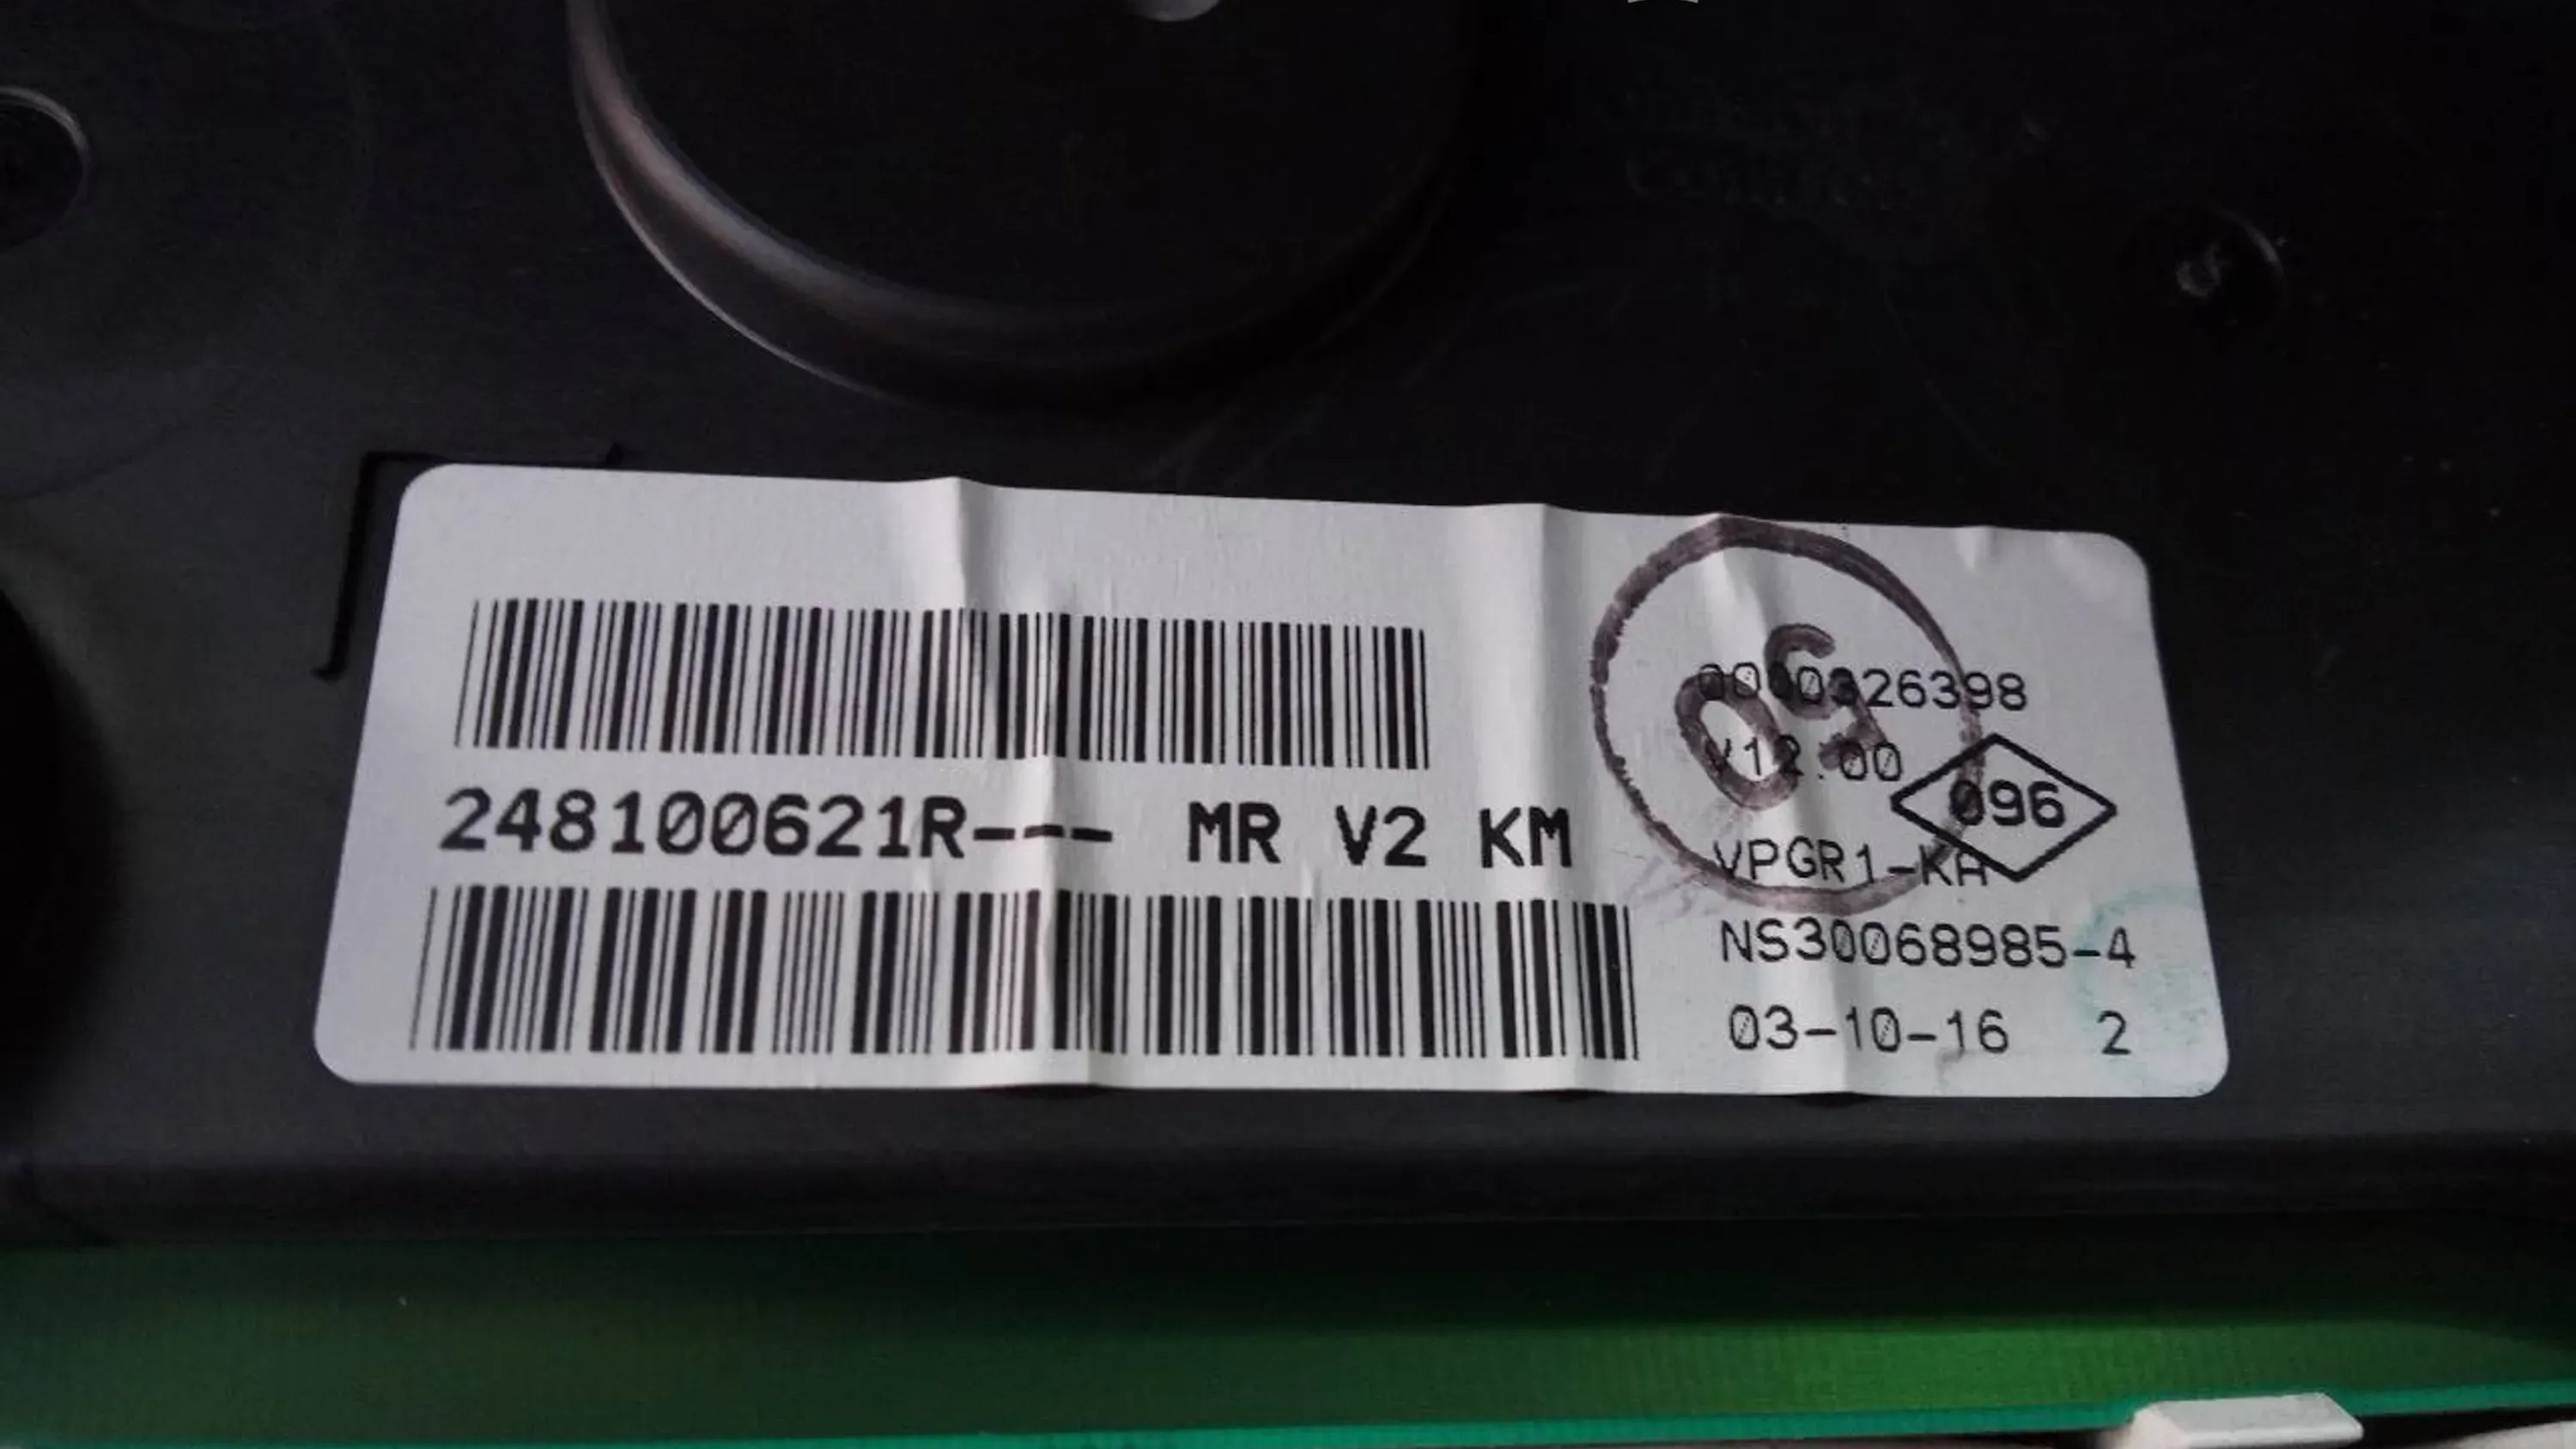 0000326398
V12.00
096
248100621R--- MR V2 KM
VPGR1-KA
NS30068985-4
03-10-16 2